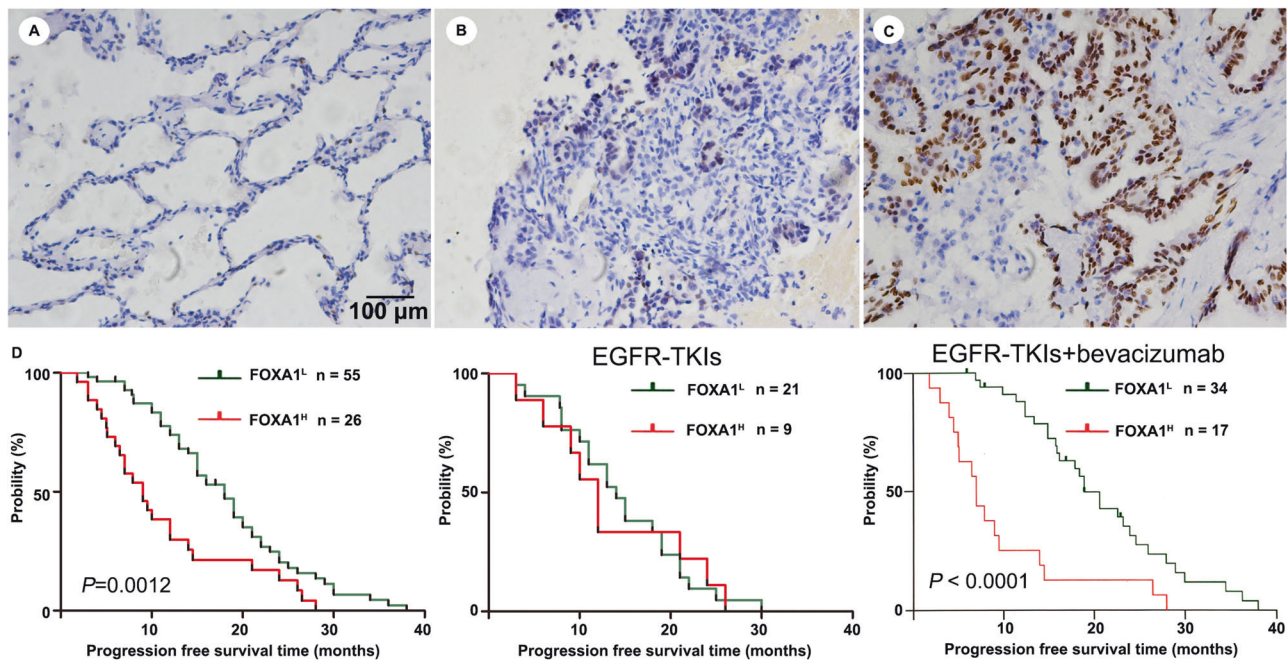 A
B
C
100 µm
D
EGFR-TKIs
EGFR-TKIs+bevacizumab
100
50
0
Probility (%)
FOXA1ᴸ n = 55
FOXA1ᴴ n = 26
P=0.0012
10 20 30 40
Progression free survival time (months)
100
50
0
Probility (%)
FOXA1ᴸ n = 21
FOXA1ᴴ n = 9
10 20 30 40
Progression free survival time (months)
100
50
0
Probility (%)
FOXA1ᴸ n = 34
FOXA1ᴴ n = 17
P < 0.0001
10 20 30 40
Progression free survival time (months)